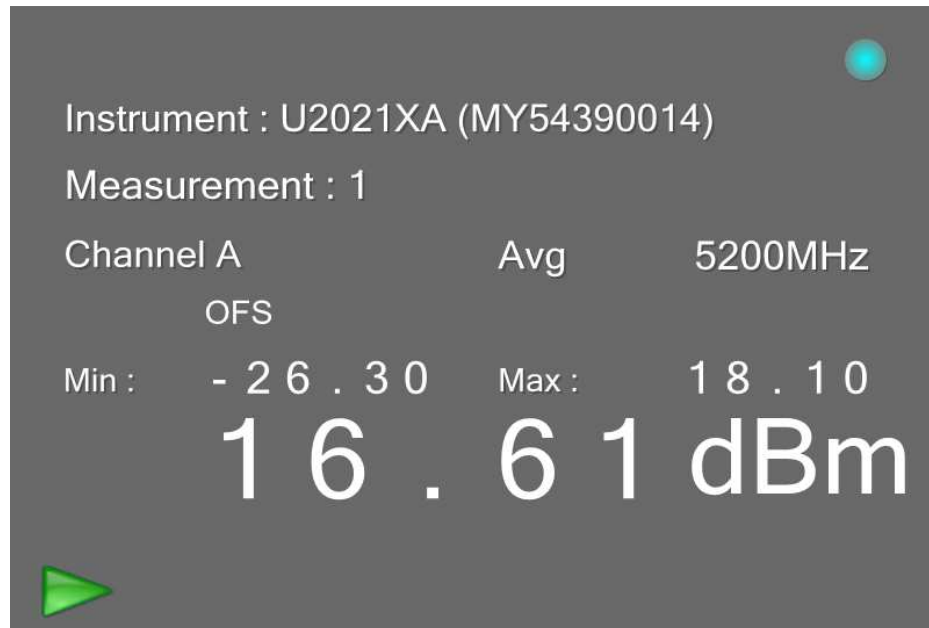 Instrument : U2021XA (MY54390014)
Measurement : 1
Channel A Avg 5200MHz
OFS
Min : -26.30 Max : 18.10
16.61 dBm